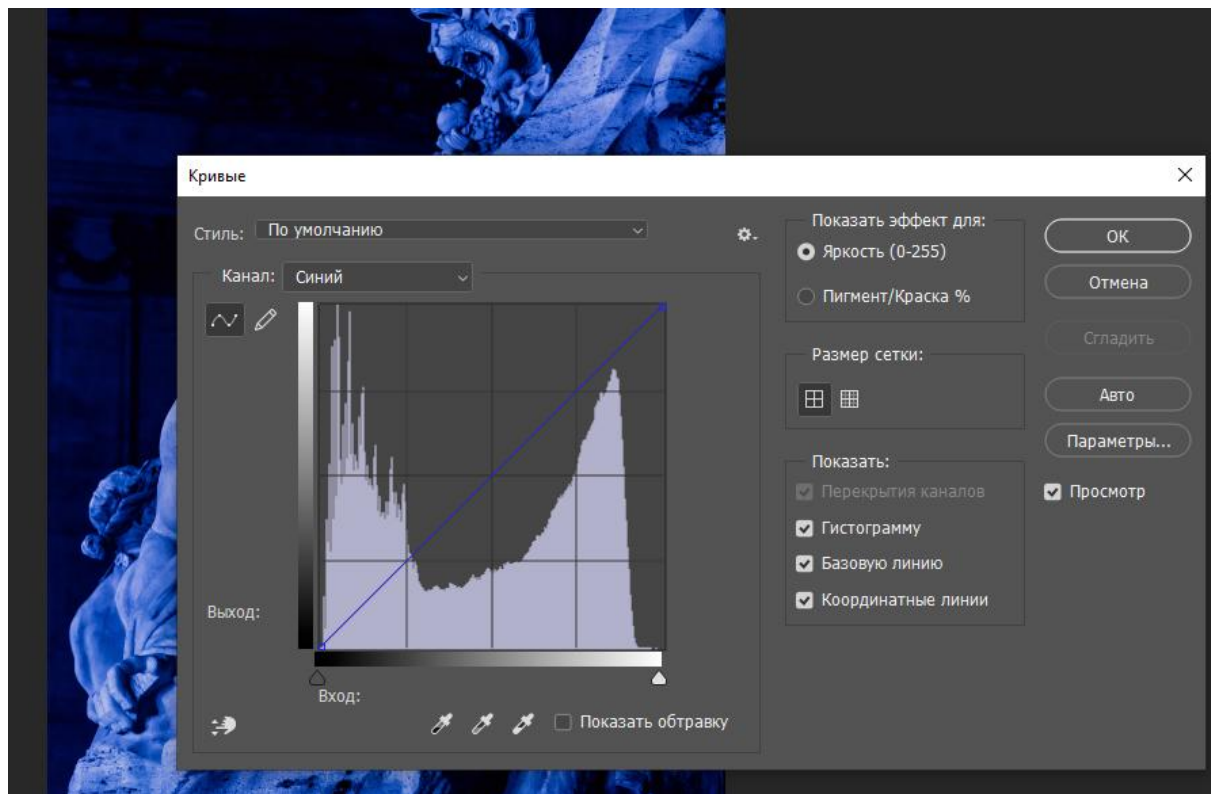 Кривые
Стиль: По умолчанию
Канал: Синий
Выход:
Вход:
Показать обтравку
Показать эффект для:
Яркость (0-255)
Пигмент/Краска %
Размер сетки:
Показать:
Перекрытия каналов
Гистограмму
Базовую линию
Координатные линии
ОК
Отмена
Сгладить
Авто
Параметры...
Просмотр